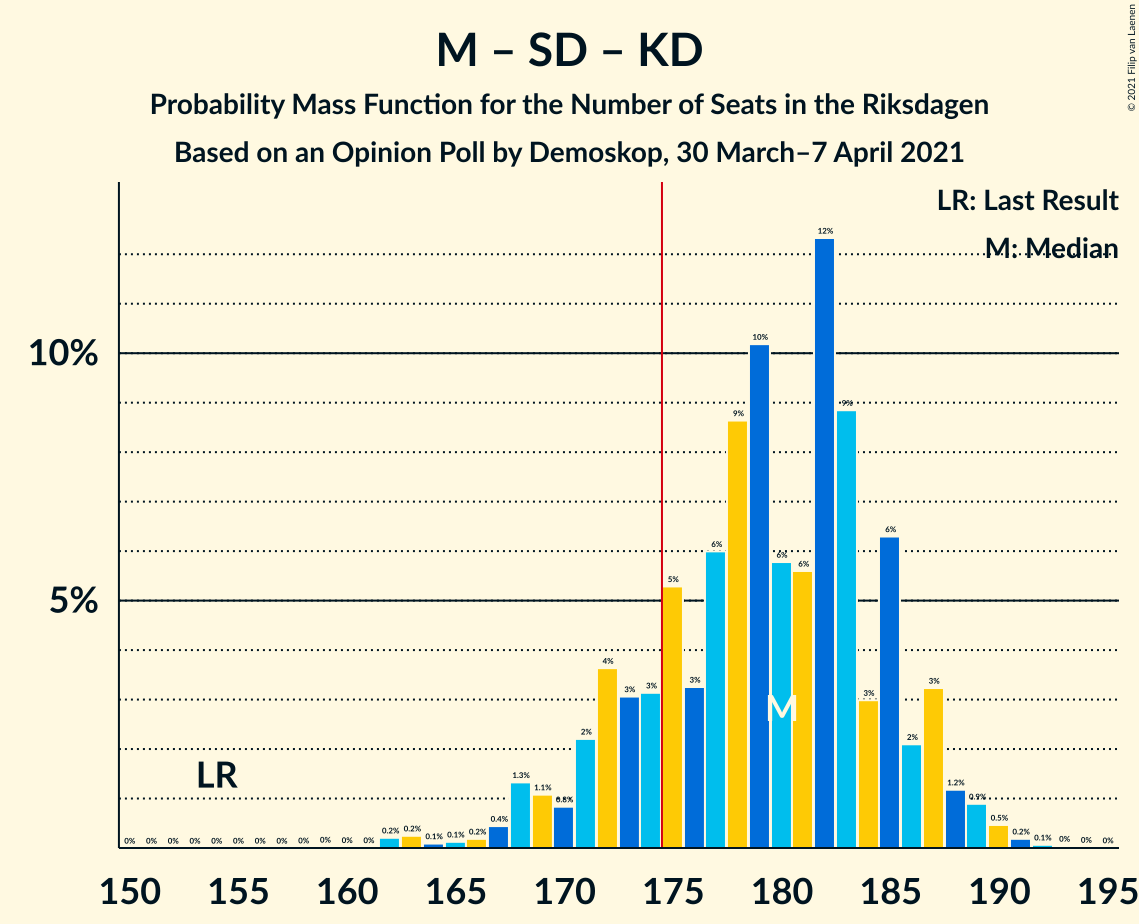 M – SD – KD
Probability Mass Function for the Number of Seats in the Riksdagen
Based on an Opinion Poll by Demoskop, 30 March–7 April 2021
© 2021 Filip van Laenen
LR: Last Result
M: Median
10%
5%
LR
M
0% 0% 0% 0% 0% 0% 0% 0% 0% 0% 0% 0% 0.2% 0.2% 0.1% 0.1% 0.2% 0.4% 1.3% 1.1% 0.8% 2% 4% 3% 3% 5% 3% 6% 9% 10% 6% 6% 12% 9% 3% 6% 2% 3% 1.2% 0.9% 0.5% 0.2% 0.1% 0% 0% 0%
150 155 160 165 170 175 180 185 190 195